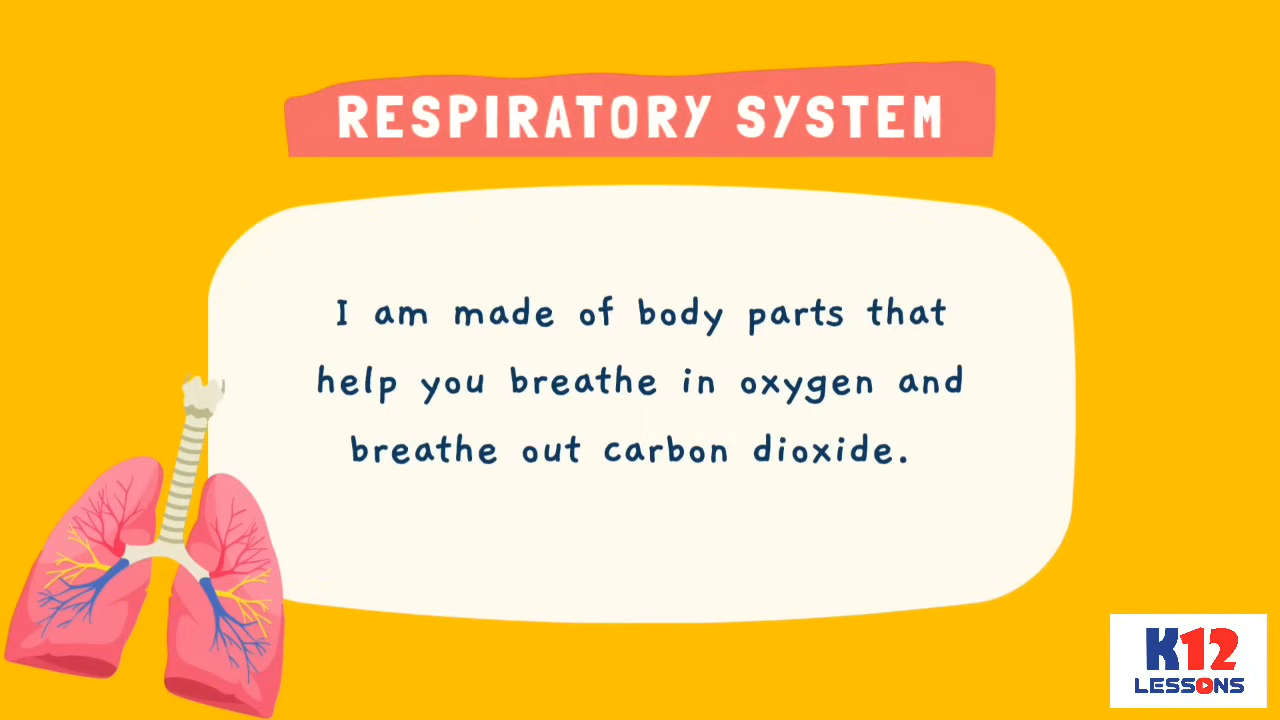 RESPIRATORY SYSTEM
I am made of body parts that
help you breathe in oxygen and
breathe out carbon dioxide.
K12
LESSONS